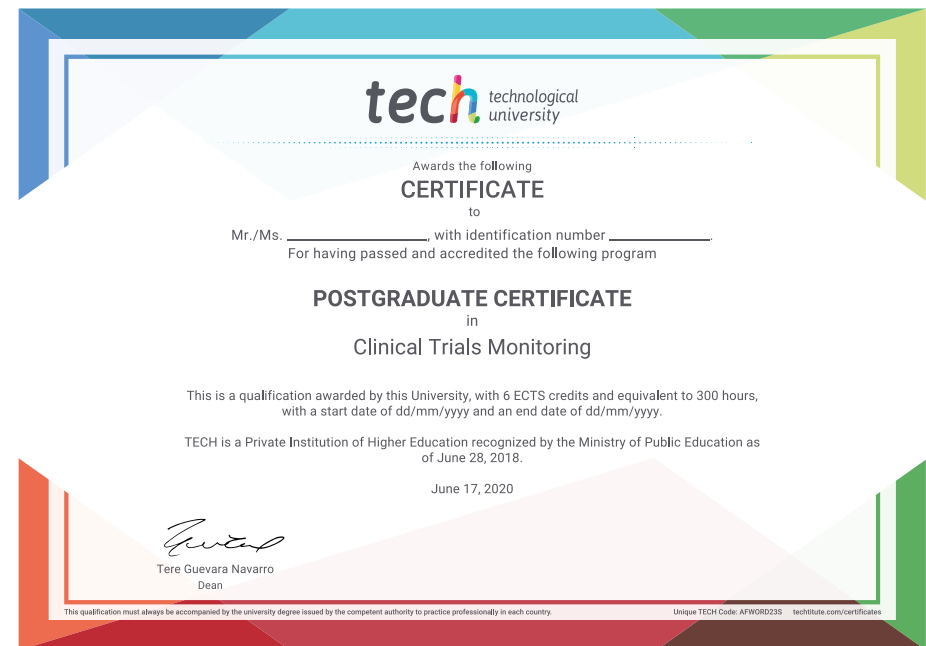 tech technological
university
Awards the following
CERTIFICATE
to
Mr./Ms. ____________________, with identification number ______________.
For having passed and accredited the following program
POSTGRADUATE CERTIFICATE
in
Clinical Trials Monitoring
This is a qualification awarded by this University, with 6 ECTS credits and equivalent to 300 hours,
with a start date of dd/mm/yyyy and an end date of dd/mm/yyyy.
TECH is a Private Institution of Higher Education recognized by the Ministry of Public Education as
of June 28, 2018.
June 17, 2020
Tere Guevara Navarro
Dean
This qualification must always be accompanied by the university degree issued by the competent authority to practice professionally in each country.
Unique TECH Code: AFWORD23S techtitute.com/certificates